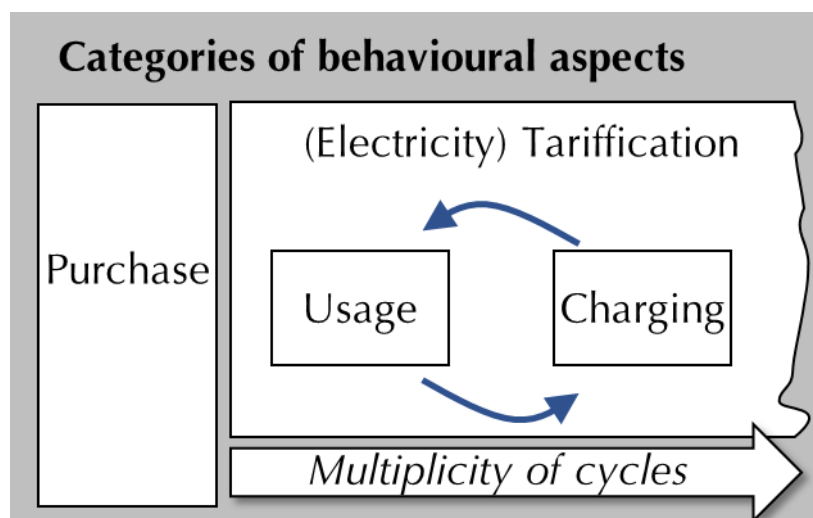 Categories of behavioural aspects
(Electricity) Tariffication
Purchase
Usage
Charging
Multiplicity of cycles